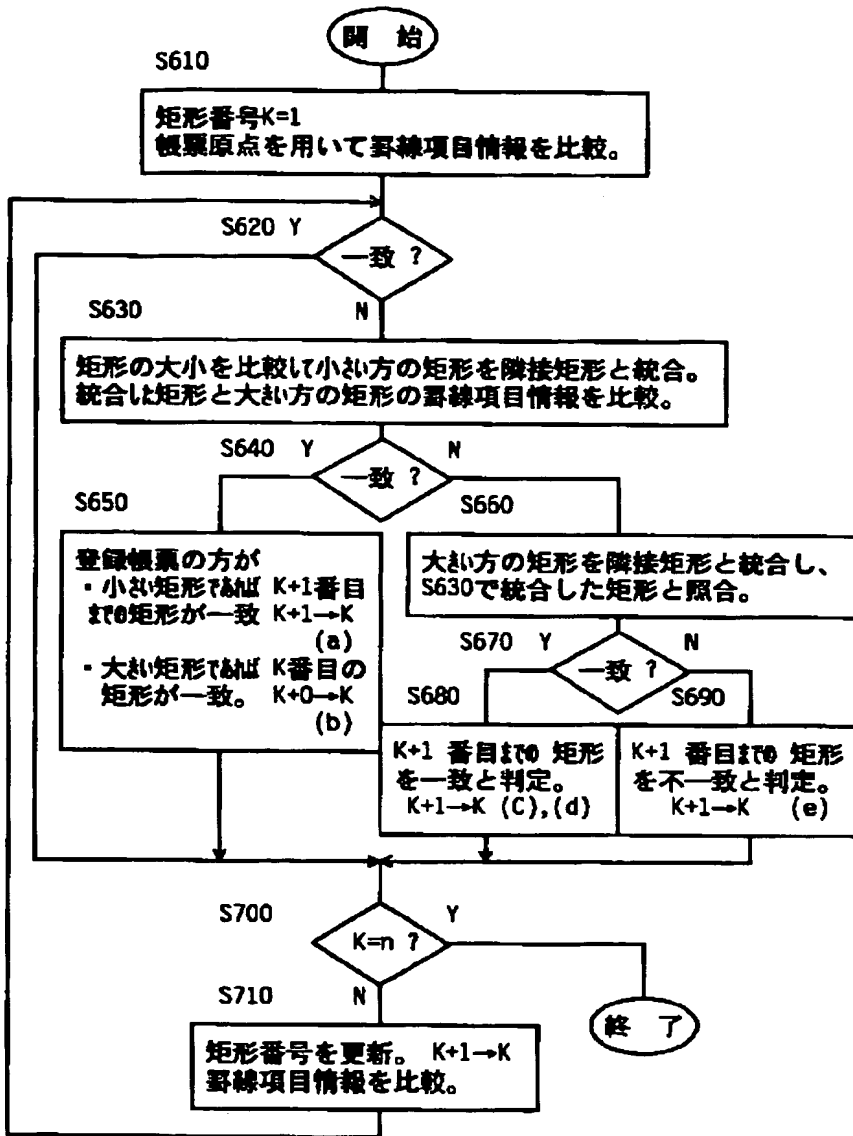 開 始
S610
矩形番号K=1
帳票原点を用いて罫線項目情報を比較。
S620 Y
一致 ?
N
S630
矩形の大小を比較して小さい方の矩形を隣接矩形と統合。
統合した矩形と大きい方の矩形の罫線項目情報を比較。
S640 Y
N
一致 ?
S650
S660
登録帳票の方が
・小さい矩形であれば K+1番目
までの矩形が一致 K+1→K
(a)
・大きい矩形であれば K番目の
矩形が一致。 K+0→K
(b)
大きい方の矩形を隣接矩形と統合し、
S630で統合した矩形と照合。
S670 Y
N
一致 ?
S680
S690
K+1 番目までの 矩形
を一致と判定。
K+1→K (C),(d)
K+1 番目までの 矩形
を不一致と判定。
K+1→K (e)
S700
Y
K=n ?
S710
N
終 了
矩形番号を更新。 K+1→K
罫線項目情報を比較。